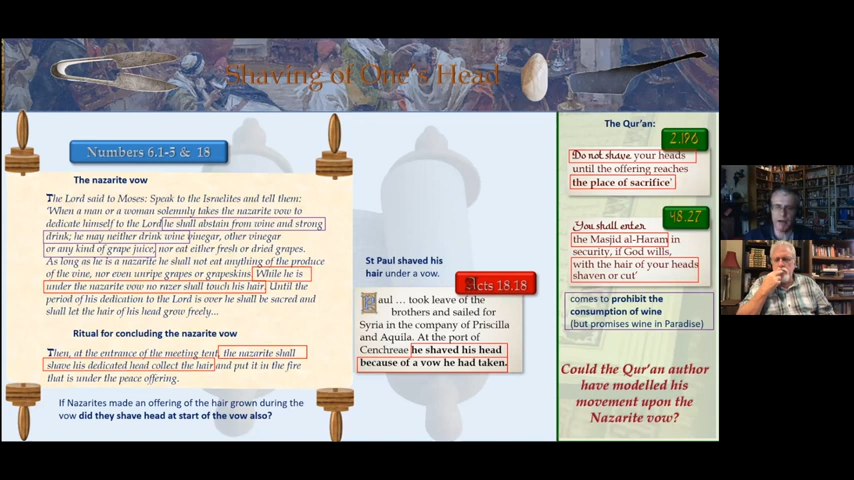 Shaving of One's Head
Numbers 6.1-5 & 18
The nazarite vow
The Lord said to Moses: Speak to the Israelites and tell them:
'When a man or a woman solemnly takes the nazarite vow to
dedicate himself to the Lord he shall abstain from wine and strong
drink; he may neither drink wine vinegar, other vinegar
or any kind of grape juice, nor eat either fresh or dried grapes.
As long as he is a nazarite he shall not eat anything of the produce
of the vine, nor even unripe grapes or grapeskins. While he is
under the nazarite vow no razer shall touch his hair. Until the
period of his dedication to the Lord is over he shall be sacred and
shall let the hair of his head grow freely...
Ritual for concluding the nazarite vow
Then, at the entrance of the meeting tent, the nazarite shall
shave his dedicated head collect the hair and put it in the fire
that is under the peace offering.
If Nazarites made an offering of the hair grown during the
vow did they shave head at start of the vow also?
St Paul shaved his
hair under a vow.
Acts 18.18
Paul ... took leave of the
brothers and sailed for
Syria in the company of Priscilla
and Aquila. At the port of
Cenchreae he shaved his head
because of a vow he had taken.
The Qur'an:
2.196
Do not shave your heads
until the offering reaches
the place of sacrifice'
48.27
You shall enter
the Masjid al-Haram in
security, if God wills,
with the hair of your heads
shaven or cut'
comes to prohibit the
consumption of wine
(but promises wine in Paradise)
Could the Qur'an author
have modelled his
movement upon the
Nazarite vow?